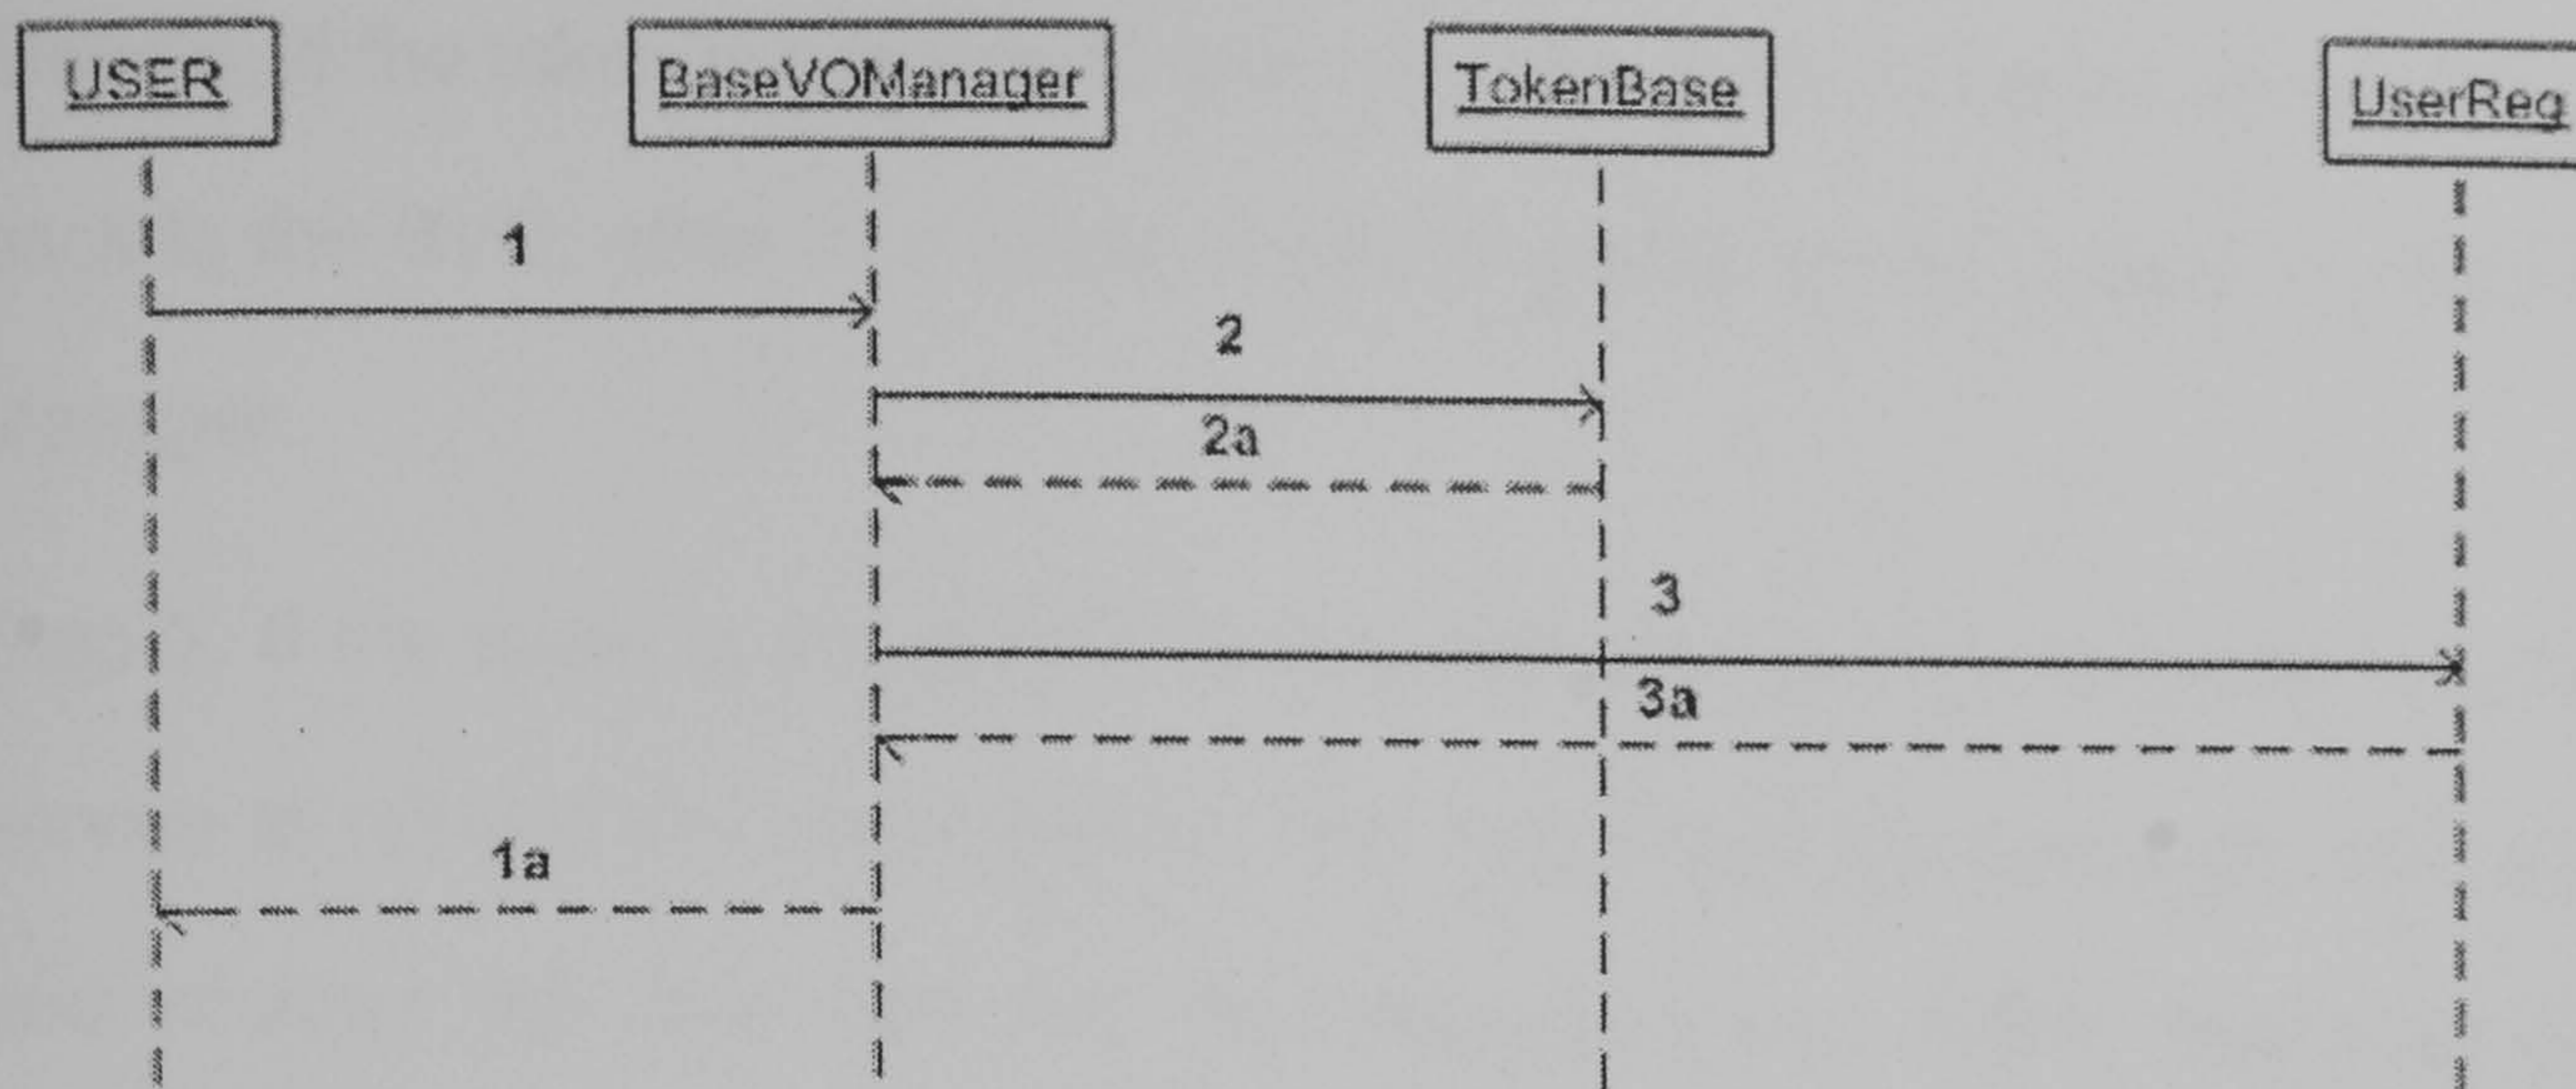 USER BaseVOManager TokenBase UserReg
1
2
2a
3
3a
1a